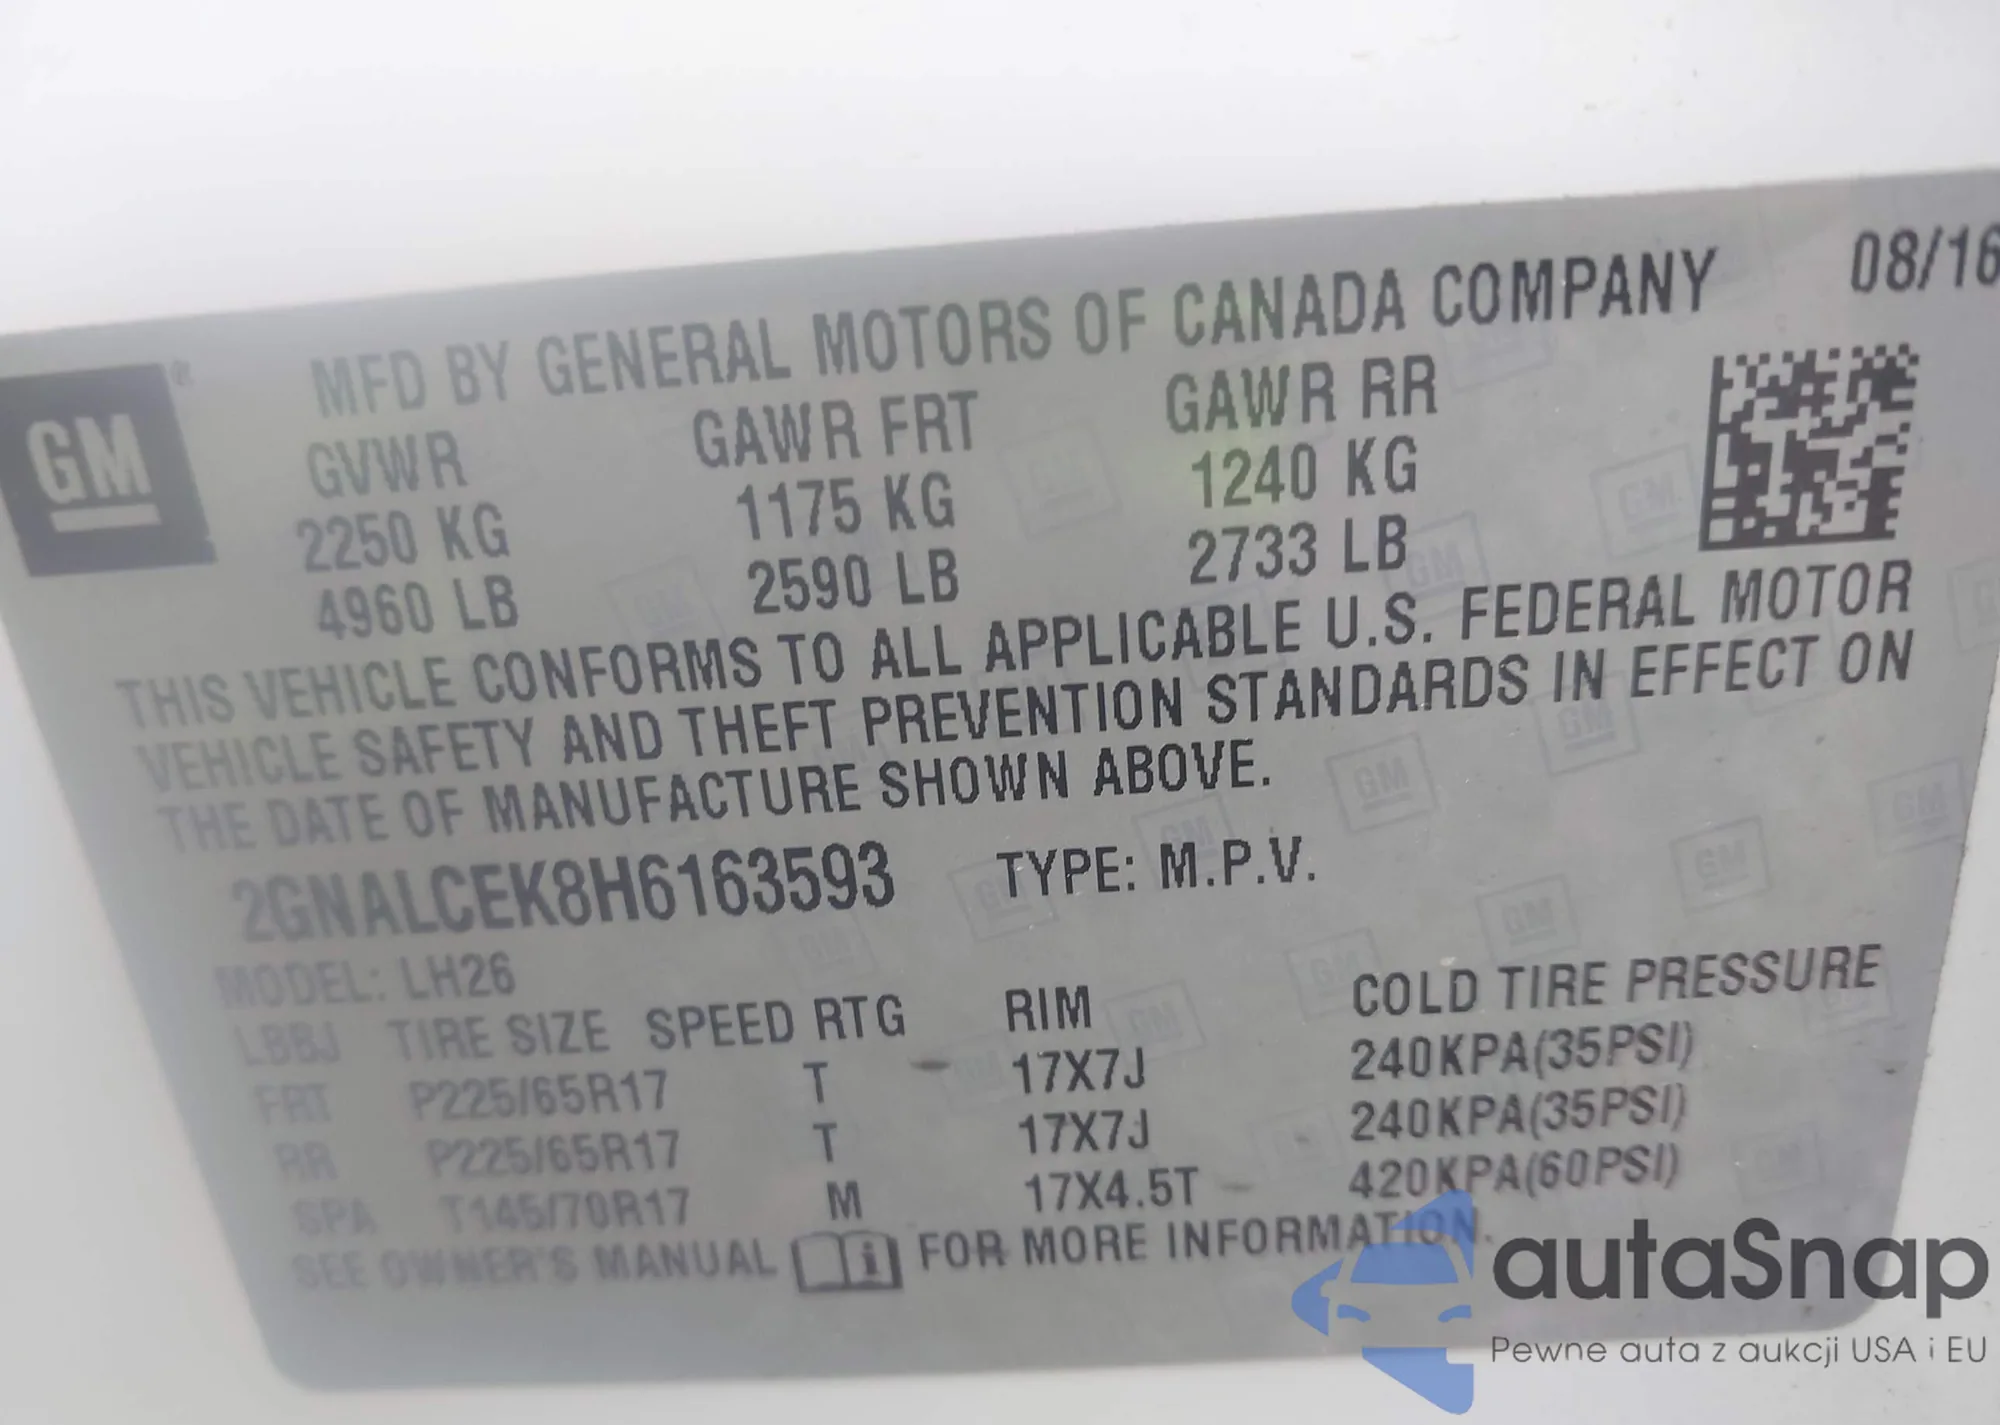 MFD BY GENERAL MOTORS OF CANADA COMPANY 08/16
GM
GVWR GAWR FRT GAWR RR
2250 KG 1175 KG 1240 KG
4960 LB 2590 LB 2733 LB
THIS VEHICLE CONFORMS TO ALL APPLICABLE U.S. FEDERAL MOTOR
VEHICLE SAFETY AND THEFT PREVENTION STANDARDS IN EFFECT ON
THE DATE OF MANUFACTURE SHOWN ABOVE.
2GNALCEK8H6163593 TYPE: M.P.V.
MODEL: LH26
LBBJ TIRE SIZE SPEED RTG RIM COLD TIRE PRESSURE
FRT P225/65R17 T 17X7J 240KPA(35PSI)
RR P225/65R17 T 17X7J 240KPA(35PSI)
SPA T145/70R17 M 17X4.5T 420KPA(60PSI)
SEE OWNER'S MANUAL i FOR MORE INFORMATION.
autaSnap
Pewne auta z aukcji USA i EU